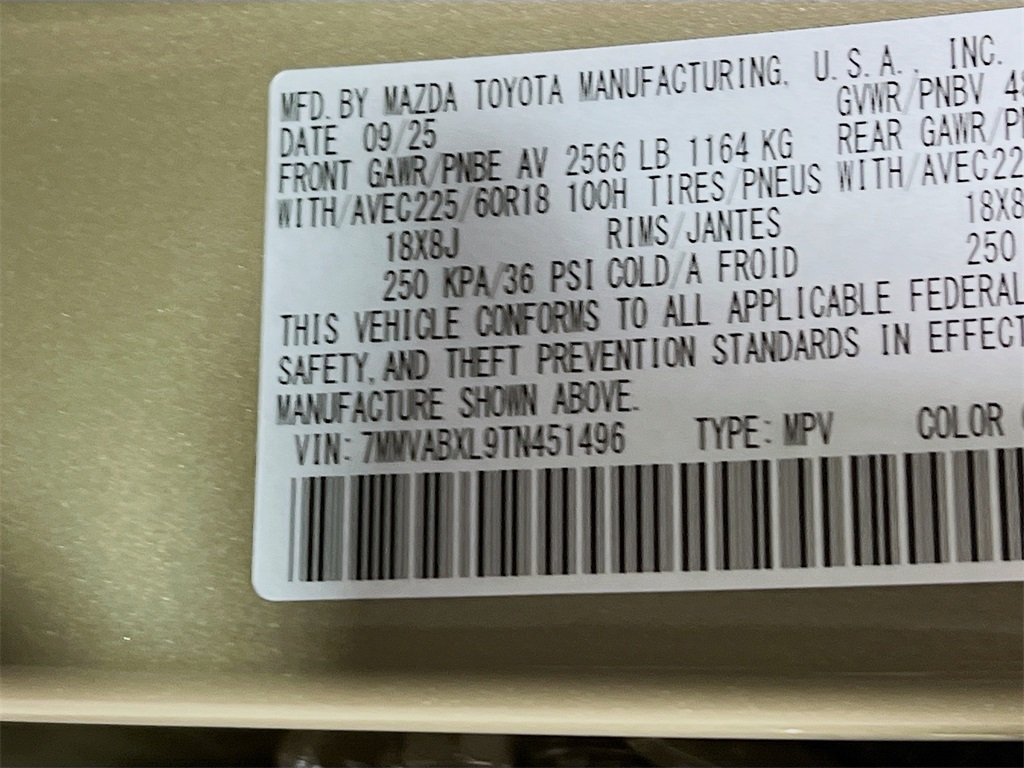 MFD. BY MAZDA TOYOTA MANUFACTURING, U.S.A., INC.
DATE 09/25 GVWR/PNBV 4
FRONT GAWR/PNBE AV 2566 LB 1164 KG REAR GAWR/P
WITH/AVEC225/60R18 100H TIRES/PNEUS WITH/AVEC22
18X8J RIMS/JANTES 18X8
250 KPA/36 PSI COLD/A FROID 250
THIS VEHICLE CONFORMS TO ALL APPLICABLE FEDERAL
SAFETY, AND THEFT PREVENTION STANDARDS IN EFFECT
MANUFACTURE SHOWN ABOVE.
VIN: 7MMVABXL9TN451496 TYPE: MPV COLOR